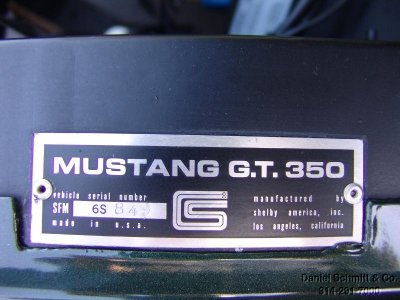 MUSTANG G.T. 350
vehicle serial number
SFM 6S
made in u.s.a.
manufactured by
shelby america, inc.
los angeles, california
Daniel Schmitt & Co.